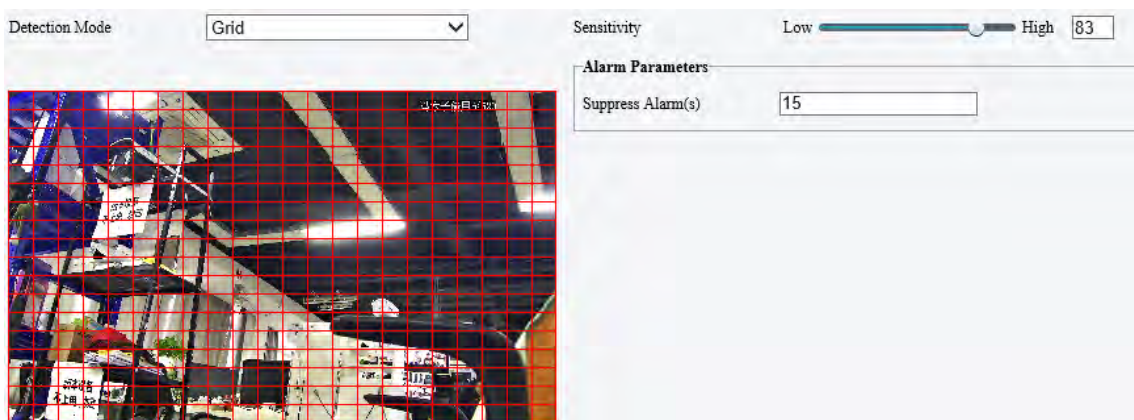 Detection Mode
Grid
Sensitivity
Low
High
83
Alarm Parameters
Suppress Alarm(s)
15